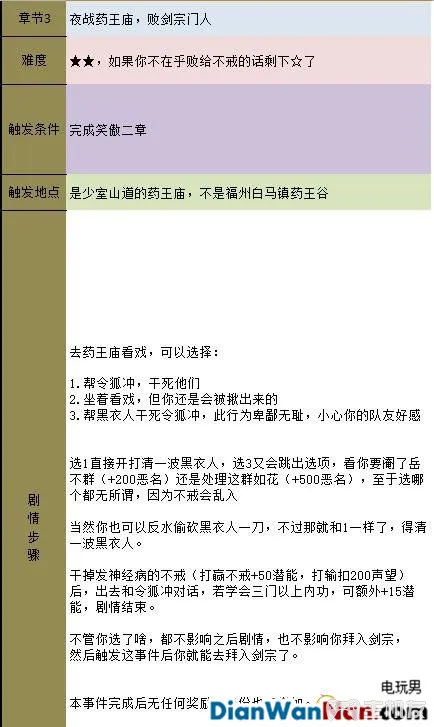 章节3
夜战药王庙，败剑宗门人
难度
★★，如果你不在乎败给不戒的话剩下☆了
触发条件
完成笑傲二章
触发地点
是少室山道的药王庙，不是福州白马镇药王谷
剧情步骤
去药王庙看戏，可以选择：
1.帮令狐冲，干死他们
2.坐着看戏，但你还是会被揪出来的
3.帮黑衣人干死令狐冲，此行为卑鄙无耻，小心你的队友好感
选1直接开打清一波黑衣人，选3又会跳出选项，看你要阉了岳
不群（+200恶名）还是处理这群如花（+500恶名），至于选哪
个都无所谓，因为不戒会乱入
当然你也可以反水偷砍黑衣人一刀，不过那就和1一样了，得清
一波黑衣人。
干掉发神经病的不戒（打赢不戒+50潜能，打输扣200声望）
后，出去和令狐冲对话，若学会三门以上内功，可额外+15潜
能，剧情结束。
不管你选了啥，都不影响之后剧情，也不影响你拜入剑宗，
然后触发这事件后你就能去拜入剑宗了。
本事件完成后无任何奖励
电玩男
DianWanNan.com